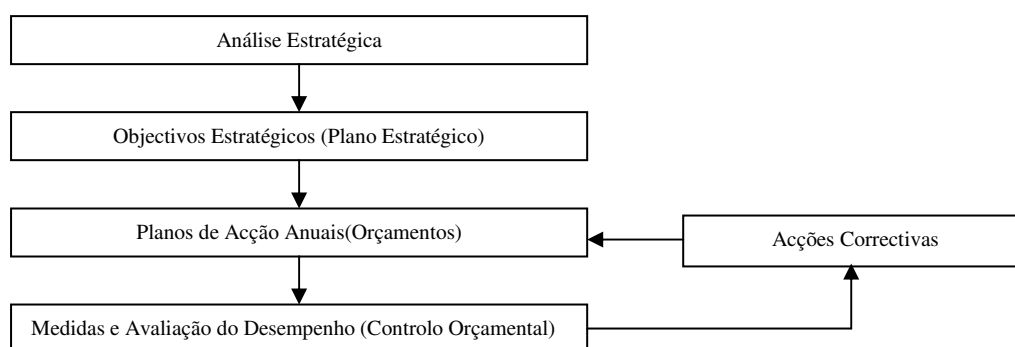 Análise Estratégica
Objectivos Estratégicos (Plano Estratégico)
Planos de Acção Anuais(Orçamentos)
Acções Correctivas
Medidas e Avaliação do Desempenho (Controlo Orçamental)